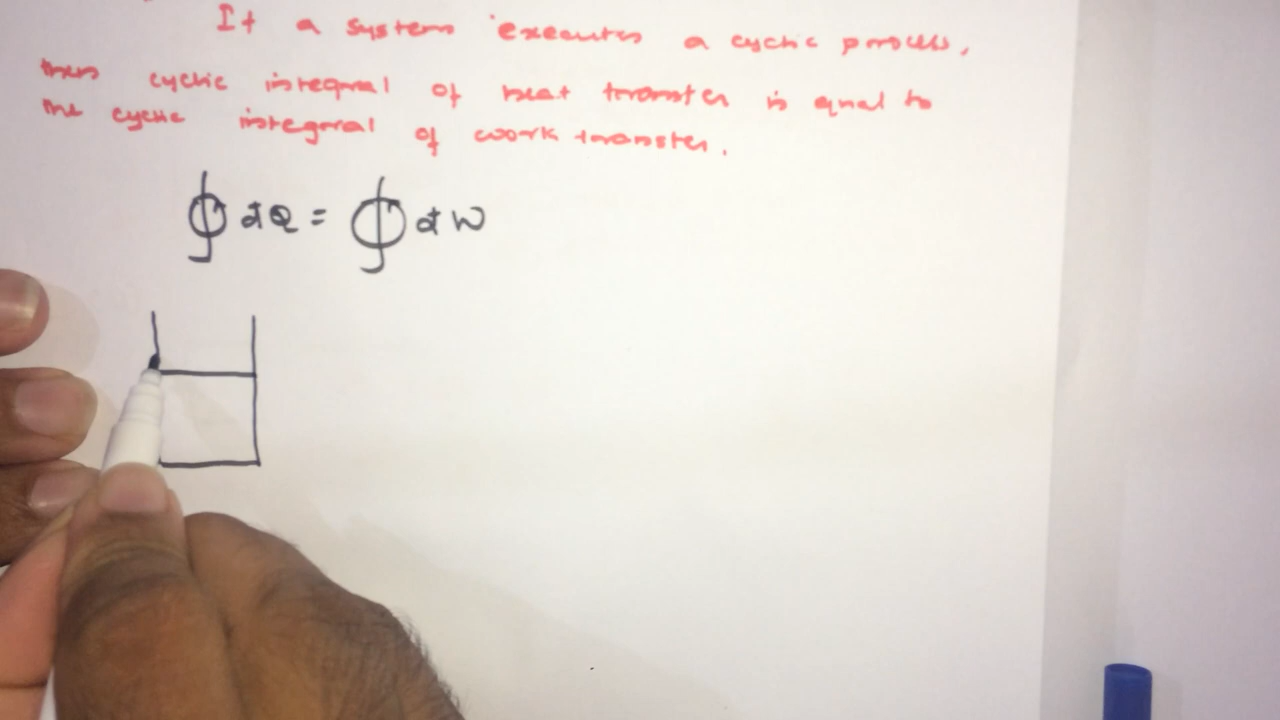 If a system executes a cyclic process,
then cyclic integral of heat transfer is equal to
the cyclic integral of work transfer.
∮ đQ = ∮ đW